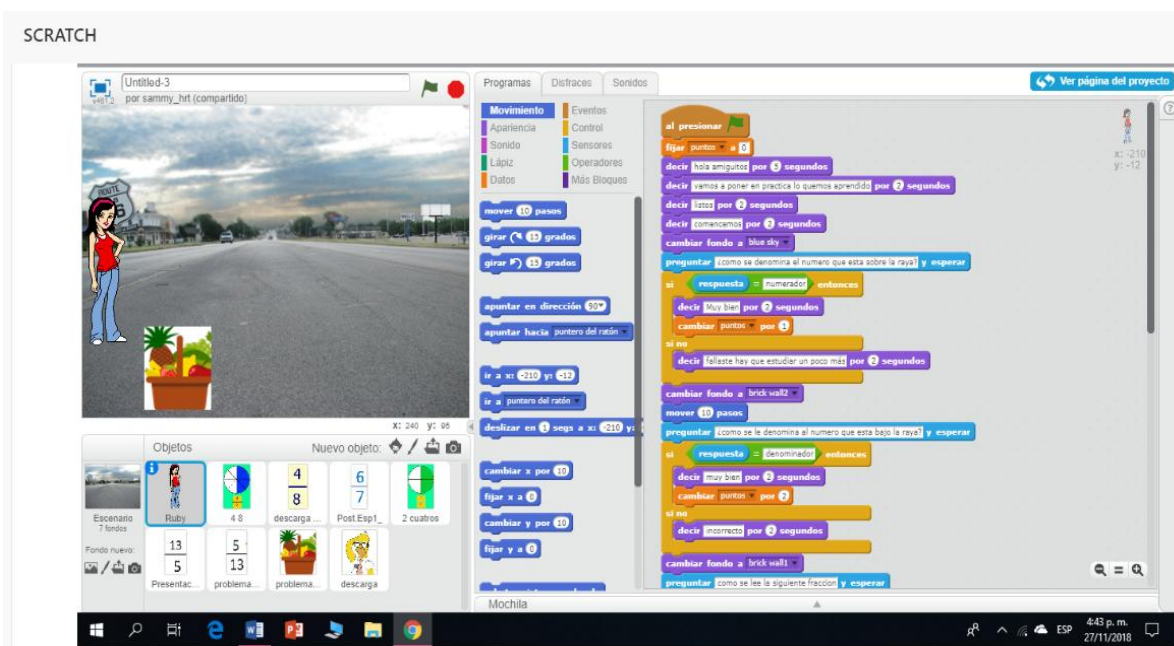 SCRATCH
Untitled-3
v461.2
por sammy_hrt (compartido)
ROUTE
6
x: 240 y: 95
Objetos
Nuevo objeto:
Escenario
7 fondos
Fondo nuevo:
Ruby
4 8
4
8
descarga ...
6
7
Post.Esp1_
2 cuatros
13
5
Presentac...
5
13
problema...
problema...
descarga
Programas
Disfraces
Sonidos
Ver página del proyecto
Movimiento
Eventos
Apariencia
Control
Sonido
Sensores
Lápiz
Operadores
Datos
Más Bloques
mover 10 pasos
girar 15 grados
girar 15 grados
apuntar en dirección 90
apuntar hacia puntero del ratón
ir a x: -210 y: -12
ir a puntero del ratón
deslizar en 1 segs a x: -210 y:
cambiar x por 10
fijar x a 0
cambiar y por 10
fijar y a 0
al presionar
fijar puntos a 0
decir hola amiguitos por 5 segundos
decir vamos a poner en practica lo quemos aprendido por 2 segundos
decir listos por 2 segundos
decir comencemos por 2 segundos
cambiar fondo a blue sky
preguntar ¿como se denomina el numero que esta sobre la raya? y esperar
si respuesta = numerador entonces
decir Muy bien por 2 segundos
cambiar puntos por 1
si no
decir fallaste hay que estudiar un poco más por 2 segundos
cambiar fondo a brick wall2
mover 10 pasos
preguntar ¿como se le denomina al numero que esta bajo la raya? y esperar
si respuesta = denominador entonces
decir muy bien por 2 segundos
cambiar puntos por 2
si no
decir incorrecto por 2 segundos
cambiar fondo a brick wall1
preguntar como se lee la siguiente fraccion y esperar
x: -210
y: -12
Mochila
ESP
4:43 p. m.
27/11/2018